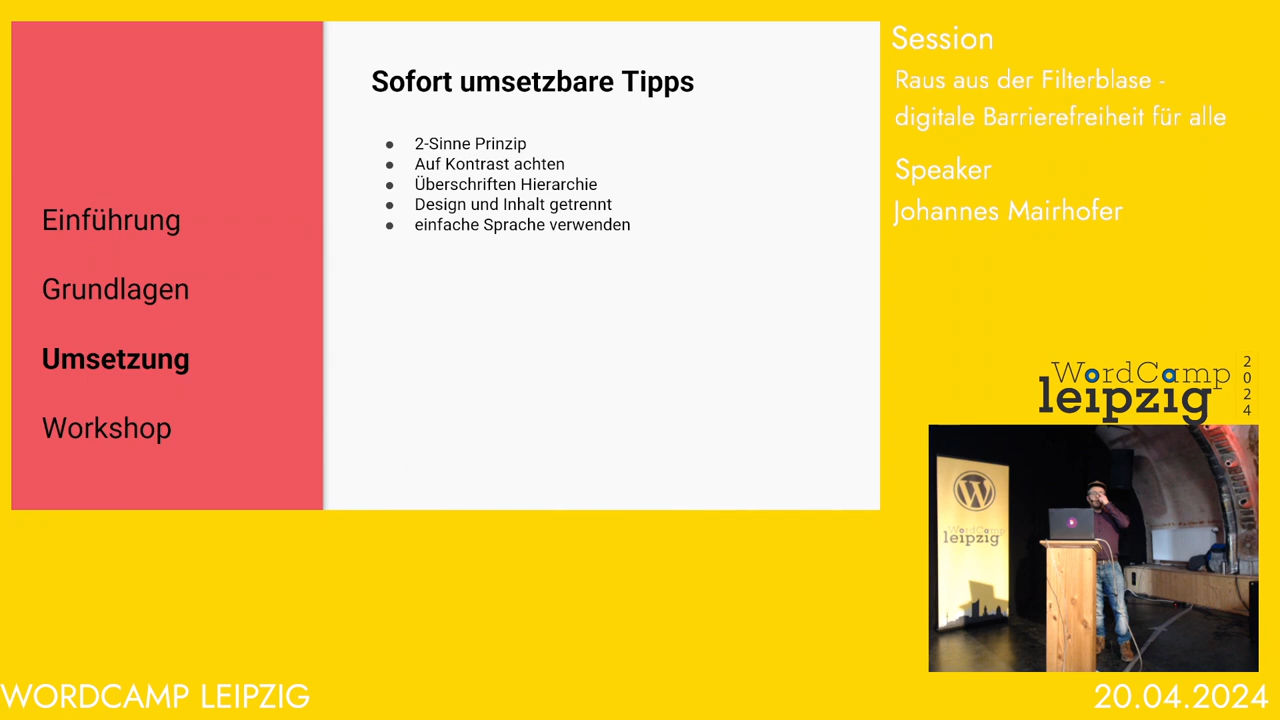 Sofort umsetzbare Tipps
2-Sinne Prinzip
Auf Kontrast achten
Überschriften Hierarchie
Design und Inhalt getrennt
einfache Sprache verwenden
Einführung
Grundlagen
Umsetzung
Workshop
Session
Raus aus der Filterblase -
digitale Barrierefreiheit für alle
Speaker
Johannes Mairhofer
WordCamp
leipzig
2024
WordCamp
leipzig
WORDCAMP LEIPZIG
20.04.2024